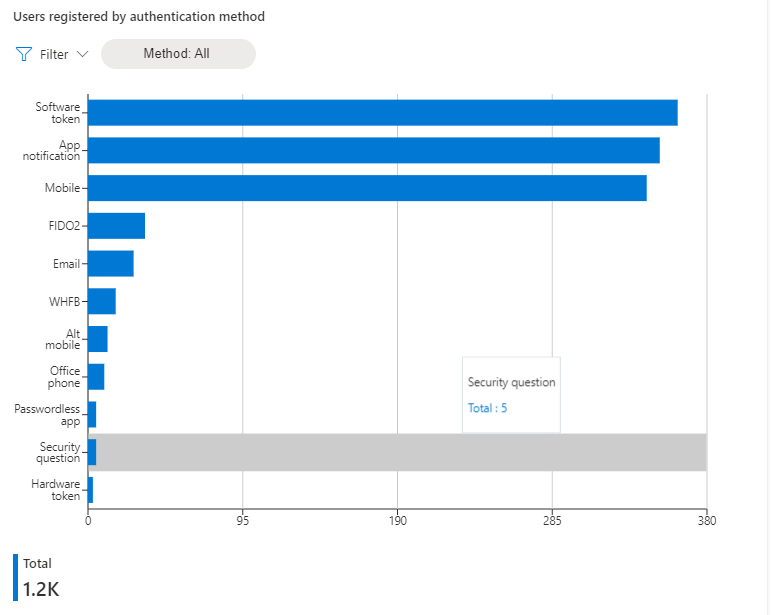 Users registered by authentication method
Filter
Method: All
Software
token
App
notification
Mobile
FIDO2
Email
WHFB
Alt
mobile
Office
phone
Passwordless
app
Security
question
Hardware
token
Security question
Total : 5
0 95 190 285 380
Total
1.2K